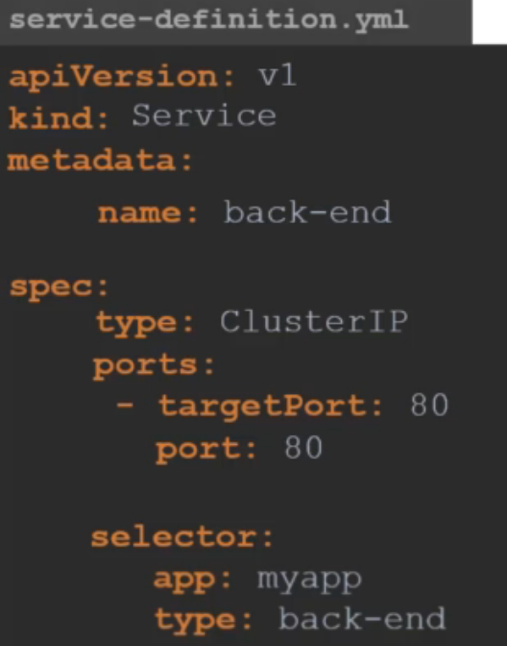 service-definition.yml
apiVersion: v1
kind: Service
metadata:
name: back-end
spec:
type: ClusterIP
ports:
- targetPort: 80
port: 80
selector:
app: myapp
type: back-end